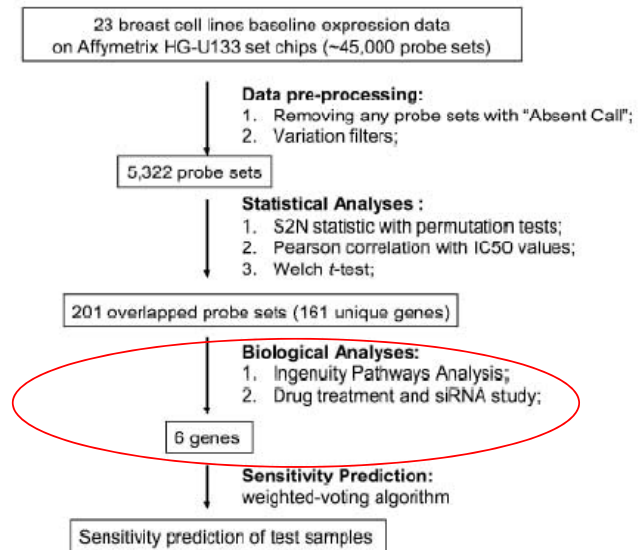 23 breast cell lines baseline expression data
on Affymetrix HG-U133 set chips (~45,000 probe sets)
Data pre-processing:
1. Removing any probe sets with “Absent Call”;
2. Variation filters;
5,322 probe sets
Statistical Analyses :
1. S2N statistic with permutation tests;
2. Pearson correlation with IC50 values;
3. Welch t-test;
201 overlapped probe sets (161 unique genes)
Biological Analyses:
1. Ingenuity Pathways Analysis;
2. Drug treatment and siRNA study;
6 genes
Sensitivity Prediction:
weighted-voting algorithm
Sensitivity prediction of test samples